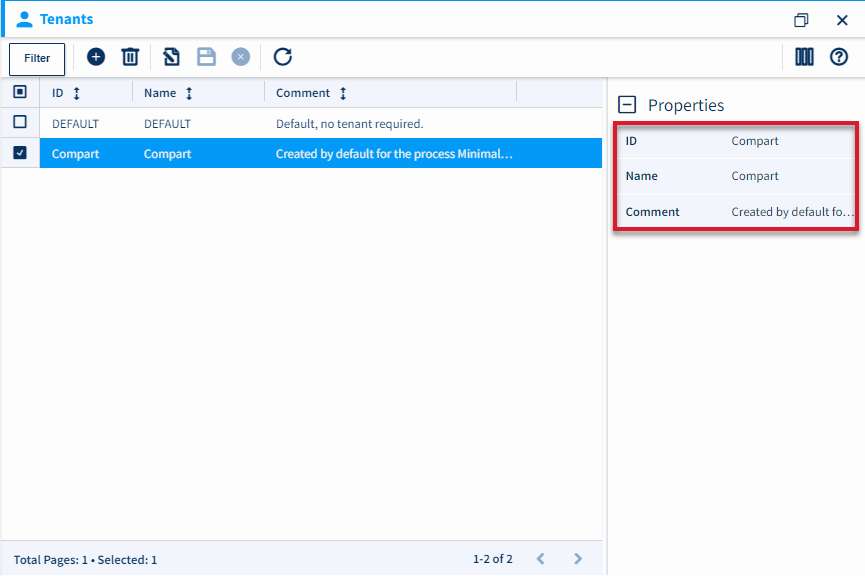 Tenants
Filter
ID Name Comment
DEFAULT DEFAULT Default, no tenant required.
Compart Compart Created by default for the process Minimal...
Properties
ID Compart
Name Compart
Comment Created by default fo...
Total Pages: 1 • Selected: 1
1-2 of 2